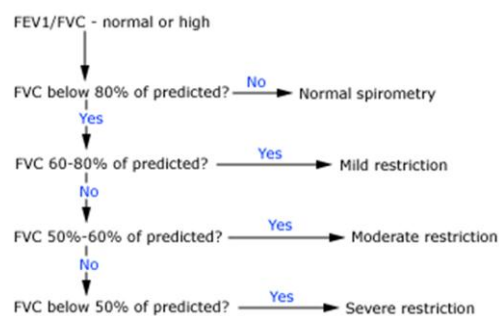 FEV1/FVC - normal or high
FVC below 80% of predicted? No Normal spirometry
Yes
FVC 60-80% of predicted? Yes Mild restriction
No
FVC 50%-60% of predicted? Yes Moderate restriction
No
FVC below 50% of predicted? Yes Severe restriction